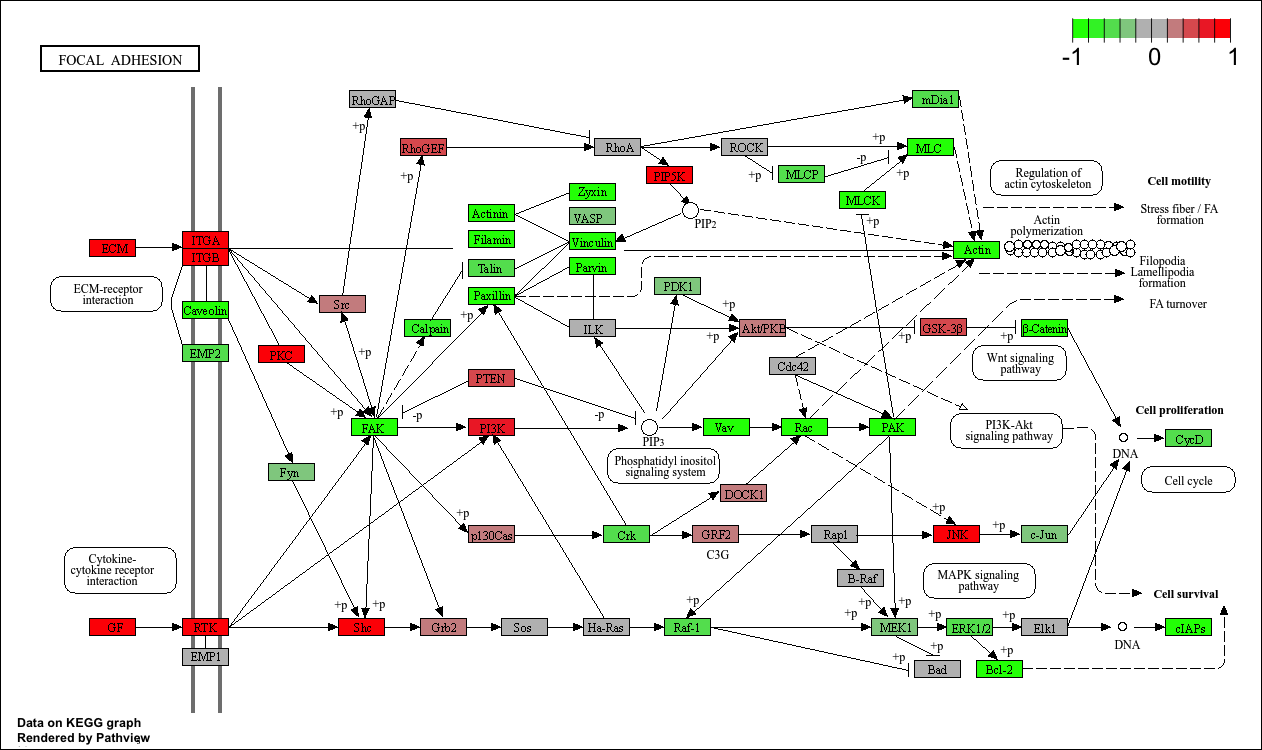 -1 0 1
FOCAL ADHESION
RhoGAP
mDia1
+p
RhoGEF
RhoA
ROCK
+p
MLC
-p
+p
MLCP
+p
PIP5K
+p
Regulation of
actin cytoskeleton
Cell motility
Zyxin
MLCK
Actinin
VASP
PIP2
+p
Stress fiber / FA
formation
Actin
polymerization
ECM
ITGA
ITGB
Filamin
Vinculin
Actin
Talin
Parvin
Filopodia
Lamellipodia
formation
ECM-receptor
interaction
Paxillin
PDK1
Src
Caveolin
+p
+p
FA turnover
Calpain
ILK
+p
Akt/PKB
GSK-3β
β-Catenin
+p
EMP2
PKC
+p
Cdc42
Wnt signaling
pathway
PTEN
+p
-p
-p
Cell proliferation
FAK
PI3K
PIP3
Vav
Rac
PAK
PI3K-Akt
signaling pathway
CycD
DNA
Fyn
Phosphatidyl inositol
signaling system
Cell cycle
DOCK1
+p
+p
p130Cas
Crk
GRF2
Rap1
JNK
+p
c-Jun
C3G
Cytokine-
cytokine receptor
interaction
B-Raf
MAPK signaling
pathway
Cell survival
+p
+p
+p
+p
+p
+p
+p
+p
GF
RTK
Shc
Grb2
Sos
Ha-Ras
Raf-1
MEK1
ERK1/2
Elk1
cIAPs
DNA
EMP1
+p
+p
+p
Bad
Bcl-2
Data on KEGG graph
Rendered by Pathview